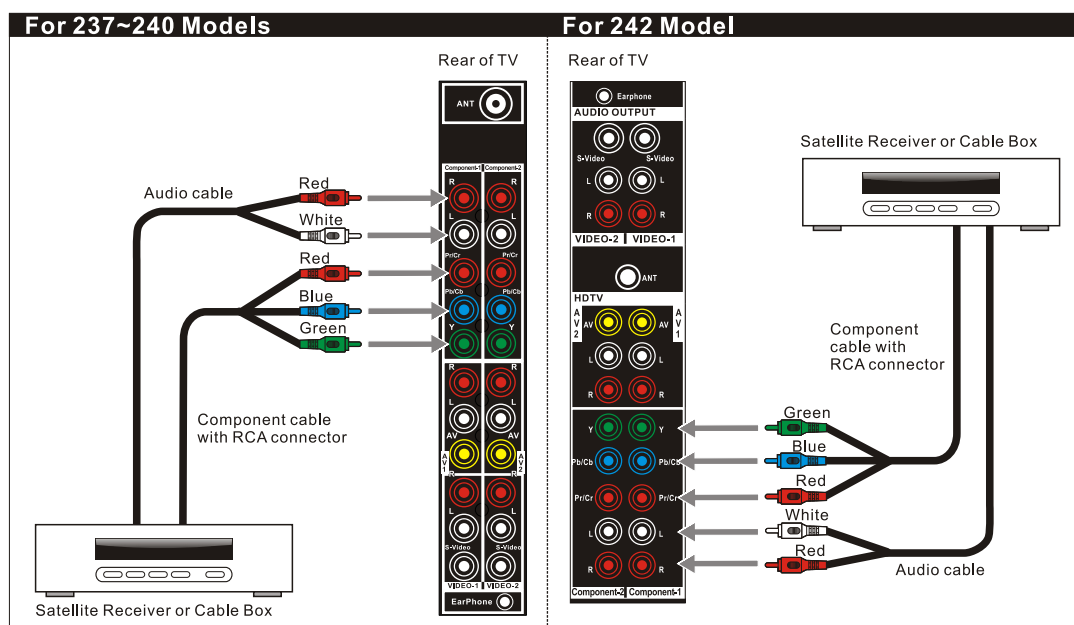 For 237~240 Models
Rear of TV
ANT
Component-1 Component-2
R R
L L
Pr/Cr Pr/Cr
Pb/Cb Pb/Cb
Y Y
R R
L L
AV AV
AV1 AV2
R R
L L
S-Video S-Video
VIDEO-1 VIDEO-2
EarPhone
Audio cable
Red
White
Red
Blue
Green
Component cable
with RCA connector
Satellite Receiver or Cable Box
For 242 Model
Rear of TV
Earphone
AUDIO OUTPUT
S-Video S-Video
L L
R R
VIDEO-2 VIDEO-1
ANT
HDTV
AV2 AV1
AV AV
L L
R R
Y Y
Pb/Cb Pb/Cb
Pr/Cr Pr/Cr
L L
R R
Component-2 Component-1
Satellite Receiver or Cable Box
Component
cable with
RCA connector
Green
Blue
Red
White
Red
Audio cable